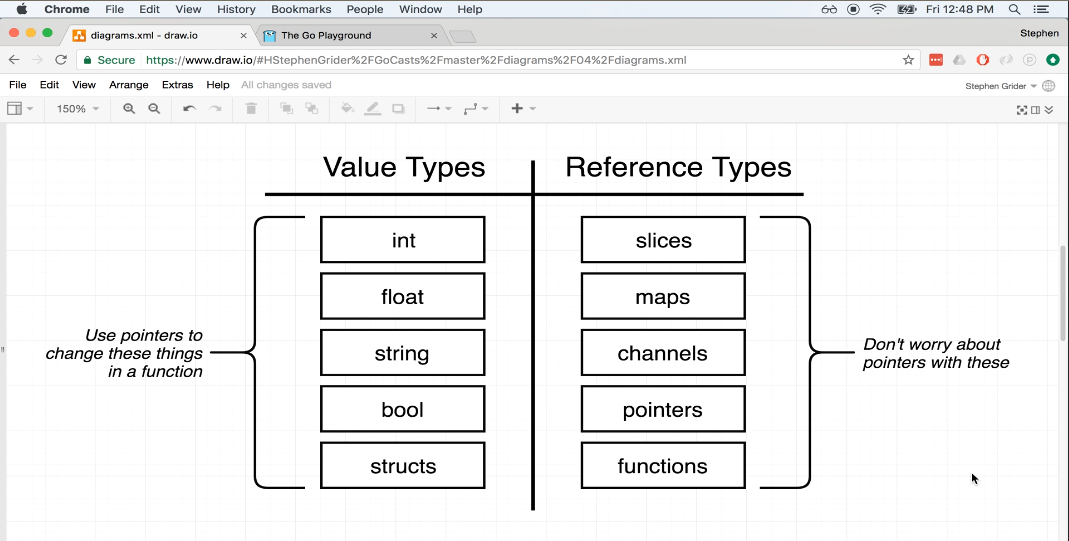 Chrome File Edit View History Bookmarks People Window Help Fri 12:48 PM
diagrams.xml - draw.io × The Go Playground × Stephen
Secure https://www.draw.io/#HStephenGrider%2FGoCasts%2Fmaster%2Fdiagrams%2F04%2Fdiagrams.xml
File Edit View Arrange Extras Help All changes saved Stephen Grider
150%
Value Types Reference Types
int slices
float maps
string channels
bool pointers
structs functions
Use pointers to
change these things
in a function
Don't worry about
pointers with these